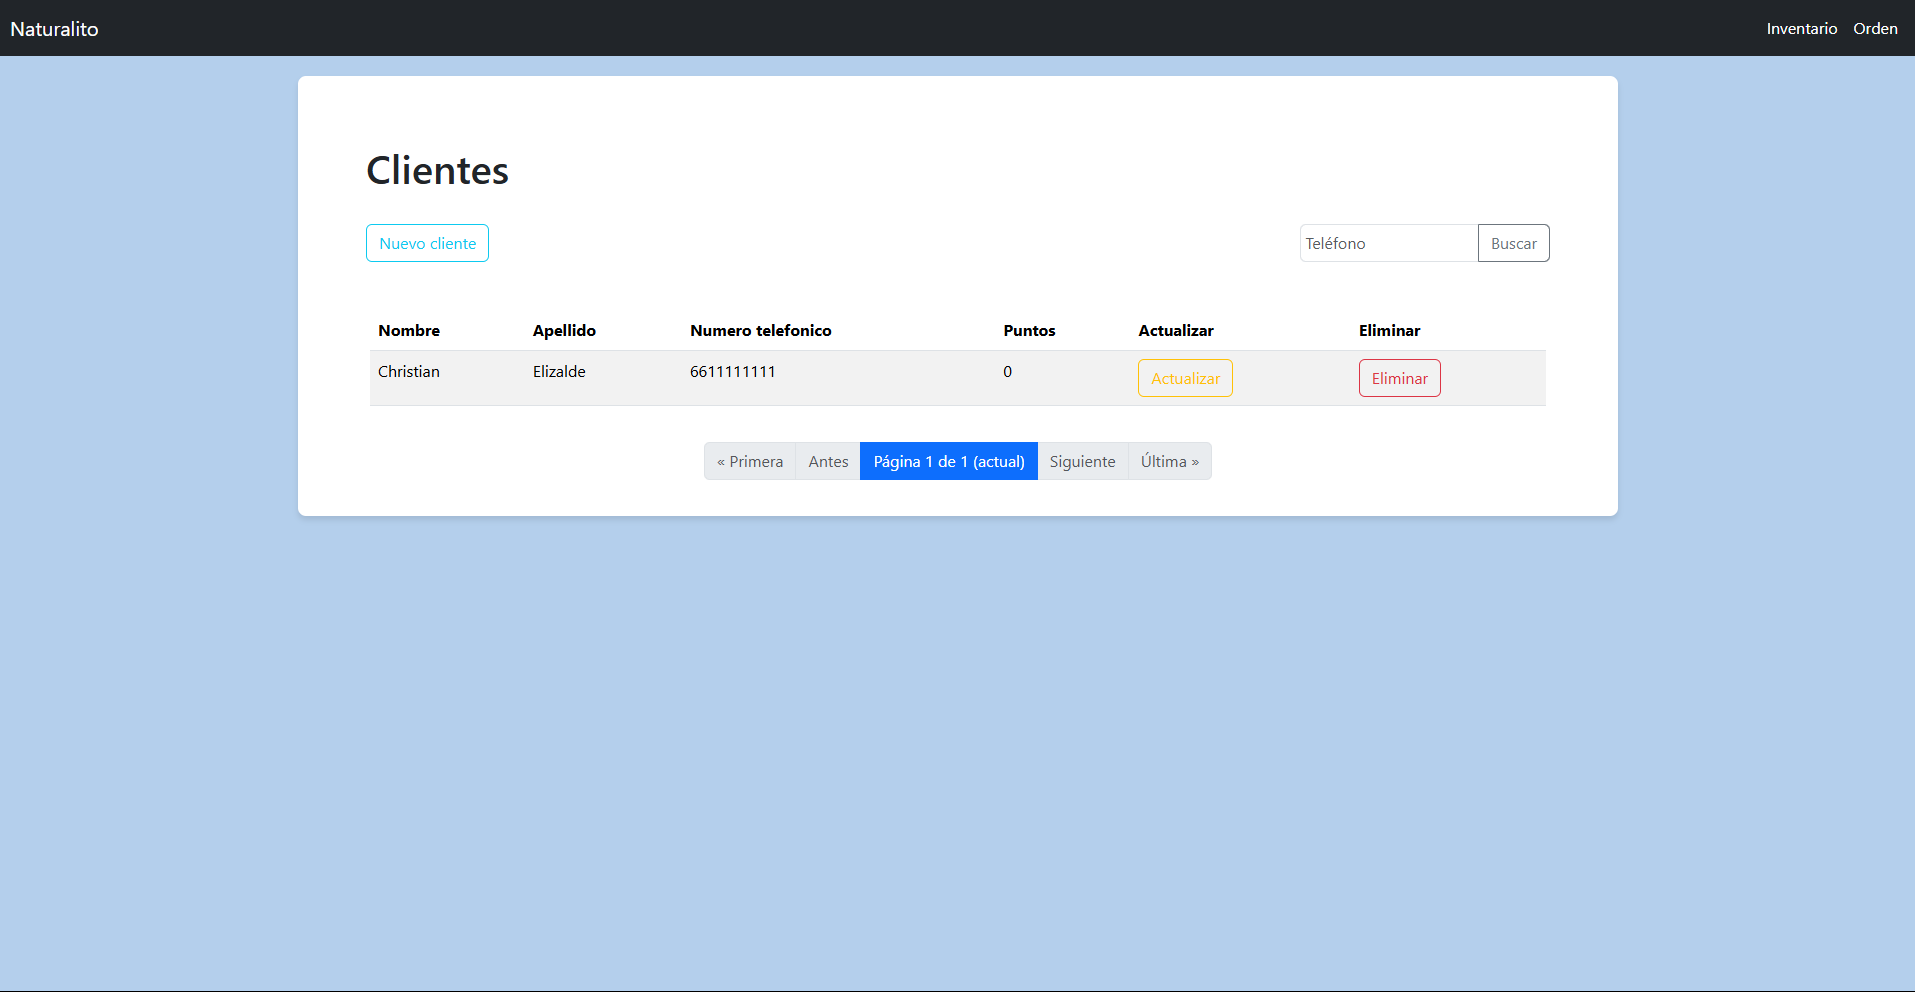 Naturalito Inventario Orden
Clientes
Nuevo cliente Teléfono Buscar
Nombre Apellido Numero telefonico Puntos Actualizar Eliminar
Christian Elizalde 6611111111 0 Actualizar Eliminar
« Primera Antes Página 1 de 1 (actual) Siguiente Última »